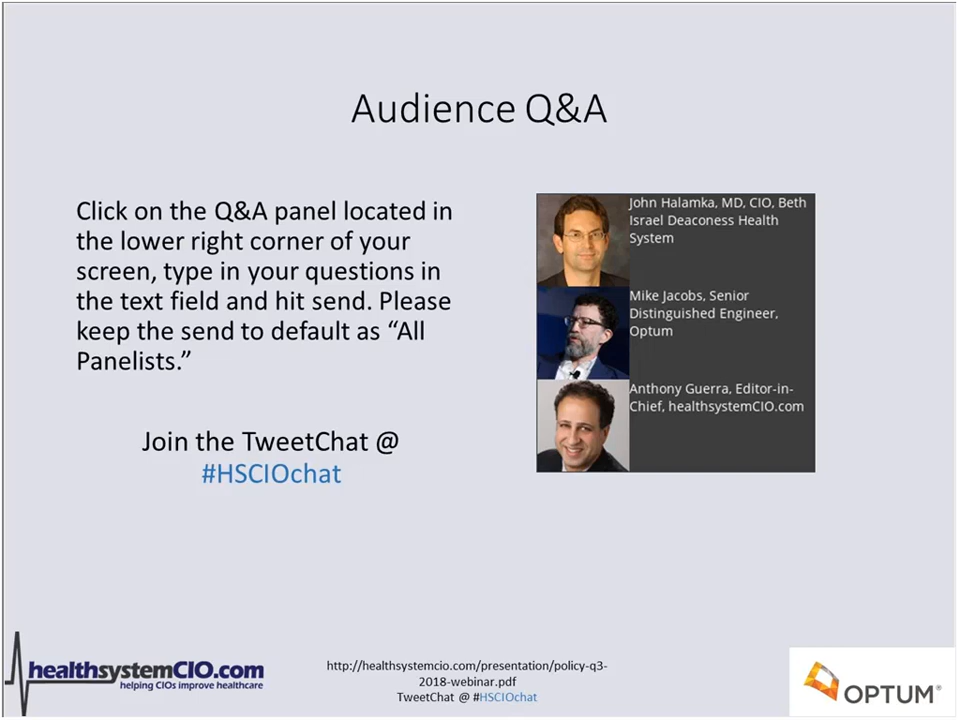 Audience Q&A
Click on the Q&A panel located in
the lower right corner of your
screen, type in your questions in
the text field and hit send. Please
keep the send to default as “All
Panelists.”
Join the TweetChat @
#HSCIOchat
John Halamka, MD, CIO, Beth
Israel Deaconess Health
System
Mike Jacobs, Senior
Distinguished Engineer,
Optum
Anthony Guerra, Editor-in-
Chief, healthsystemCIO.com
healthsystemCIO.com
helping CIOs improve healthcare
http://healthsystemcio.com/presentation/policy-q3-
2018-webinar.pdf
TweetChat @ #HSCIOchat
OPTUM®